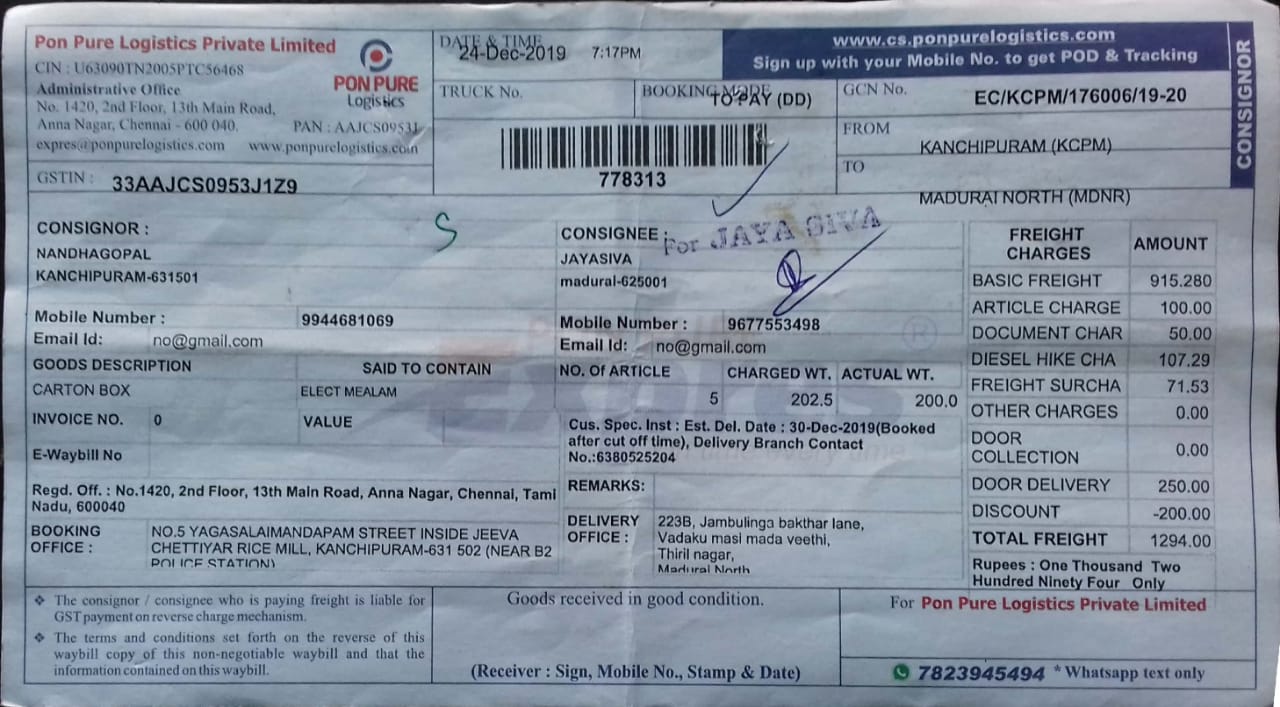 Pon Pure Logistics Private Limited
CIN : U63090TN2005PTC56468
Administrative Office
No. 1420, 2nd Floor, 13th Main Road,
Anna Nagar, Chennai - 600 040.
PAN : AAJCS0953J
expres@ponpurelogistics.com www.ponpurelogistics.com
PON PURE
Logistics
GSTIN : 33AAJCS0953J1Z9
DATE & TIME
24-Dec-2019 7:17PM
TRUCK No.
BOOKING MODE
TO PAY (DD)
778313
www.cs.ponpurelogistics.com
Sign up with your Mobile No. to get POD & Tracking
GCN No. EC/KCPM/176006/19-20
FROM
KANCHIPURAM (KCPM)
TO
MADURAI NORTH (MDNR)
CONSIGNOR
CONSIGNOR :
NANDHAGOPAL
KANCHIPURAM-631501
S
Mobile Number : 9944681069
Email Id: no@gmail.com
CONSIGNEE :
For JAYA SIVA
JAYASIVA
madurai-625001
Mobile Number : 9677553498
Email Id: no@gmail.com
GOODS DESCRIPTION SAID TO CONTAIN NO. Of ARTICLE CHARGED WT. ACTUAL WT.
CARTON BOX ELECT MEALAM 5 202.5 200.0
INVOICE NO. 0 VALUE
E-Waybill No
Cus. Spec. Inst : Est. Del. Date : 30-Dec-2019(Booked
after cut off time), Delivery Branch Contact
No.:6380525204
Regd. Off. : No.1420, 2nd Floor, 13th Main Road, Anna Nagar, Chennai, Tami
Nadu, 600040
REMARKS:
BOOKING
OFFICE :
NO.5 YAGASALAIMANDAPAM STREET INSIDE JEEVA
CHETTIYAR RICE MILL, KANCHIPURAM-631 502 (NEAR B2
POLICE STATION)
DELIVERY
OFFICE :
223B, Jambulinga bakthar lane,
Vadaku masi mada veethi,
Thiril nagar,
Madurai North
FREIGHT
CHARGES
AMOUNT
BASIC FREIGHT 915.280
ARTICLE CHARGE 100.00
DOCUMENT CHAR 50.00
DIESEL HIKE CHA 107.29
FREIGHT SURCHA 71.53
OTHER CHARGES 0.00
DOOR
COLLECTION 0.00
DOOR DELIVERY 250.00
DISCOUNT -200.00
TOTAL FREIGHT 1294.00
Rupees : One Thousand Two
Hundred Ninety Four Only
❖ The consignor / consignee who is paying freight is liable for
GST payment on reverse charge mechanism.
❖ The terms and conditions set forth on the reverse of this
waybill copy of this non-negotiable waybill and that the
information contained on this waybill.
Goods received in good condition.
(Receiver : Sign, Mobile No., Stamp & Date)
For Pon Pure Logistics Private Limited
7823945494 * Whatsapp text only